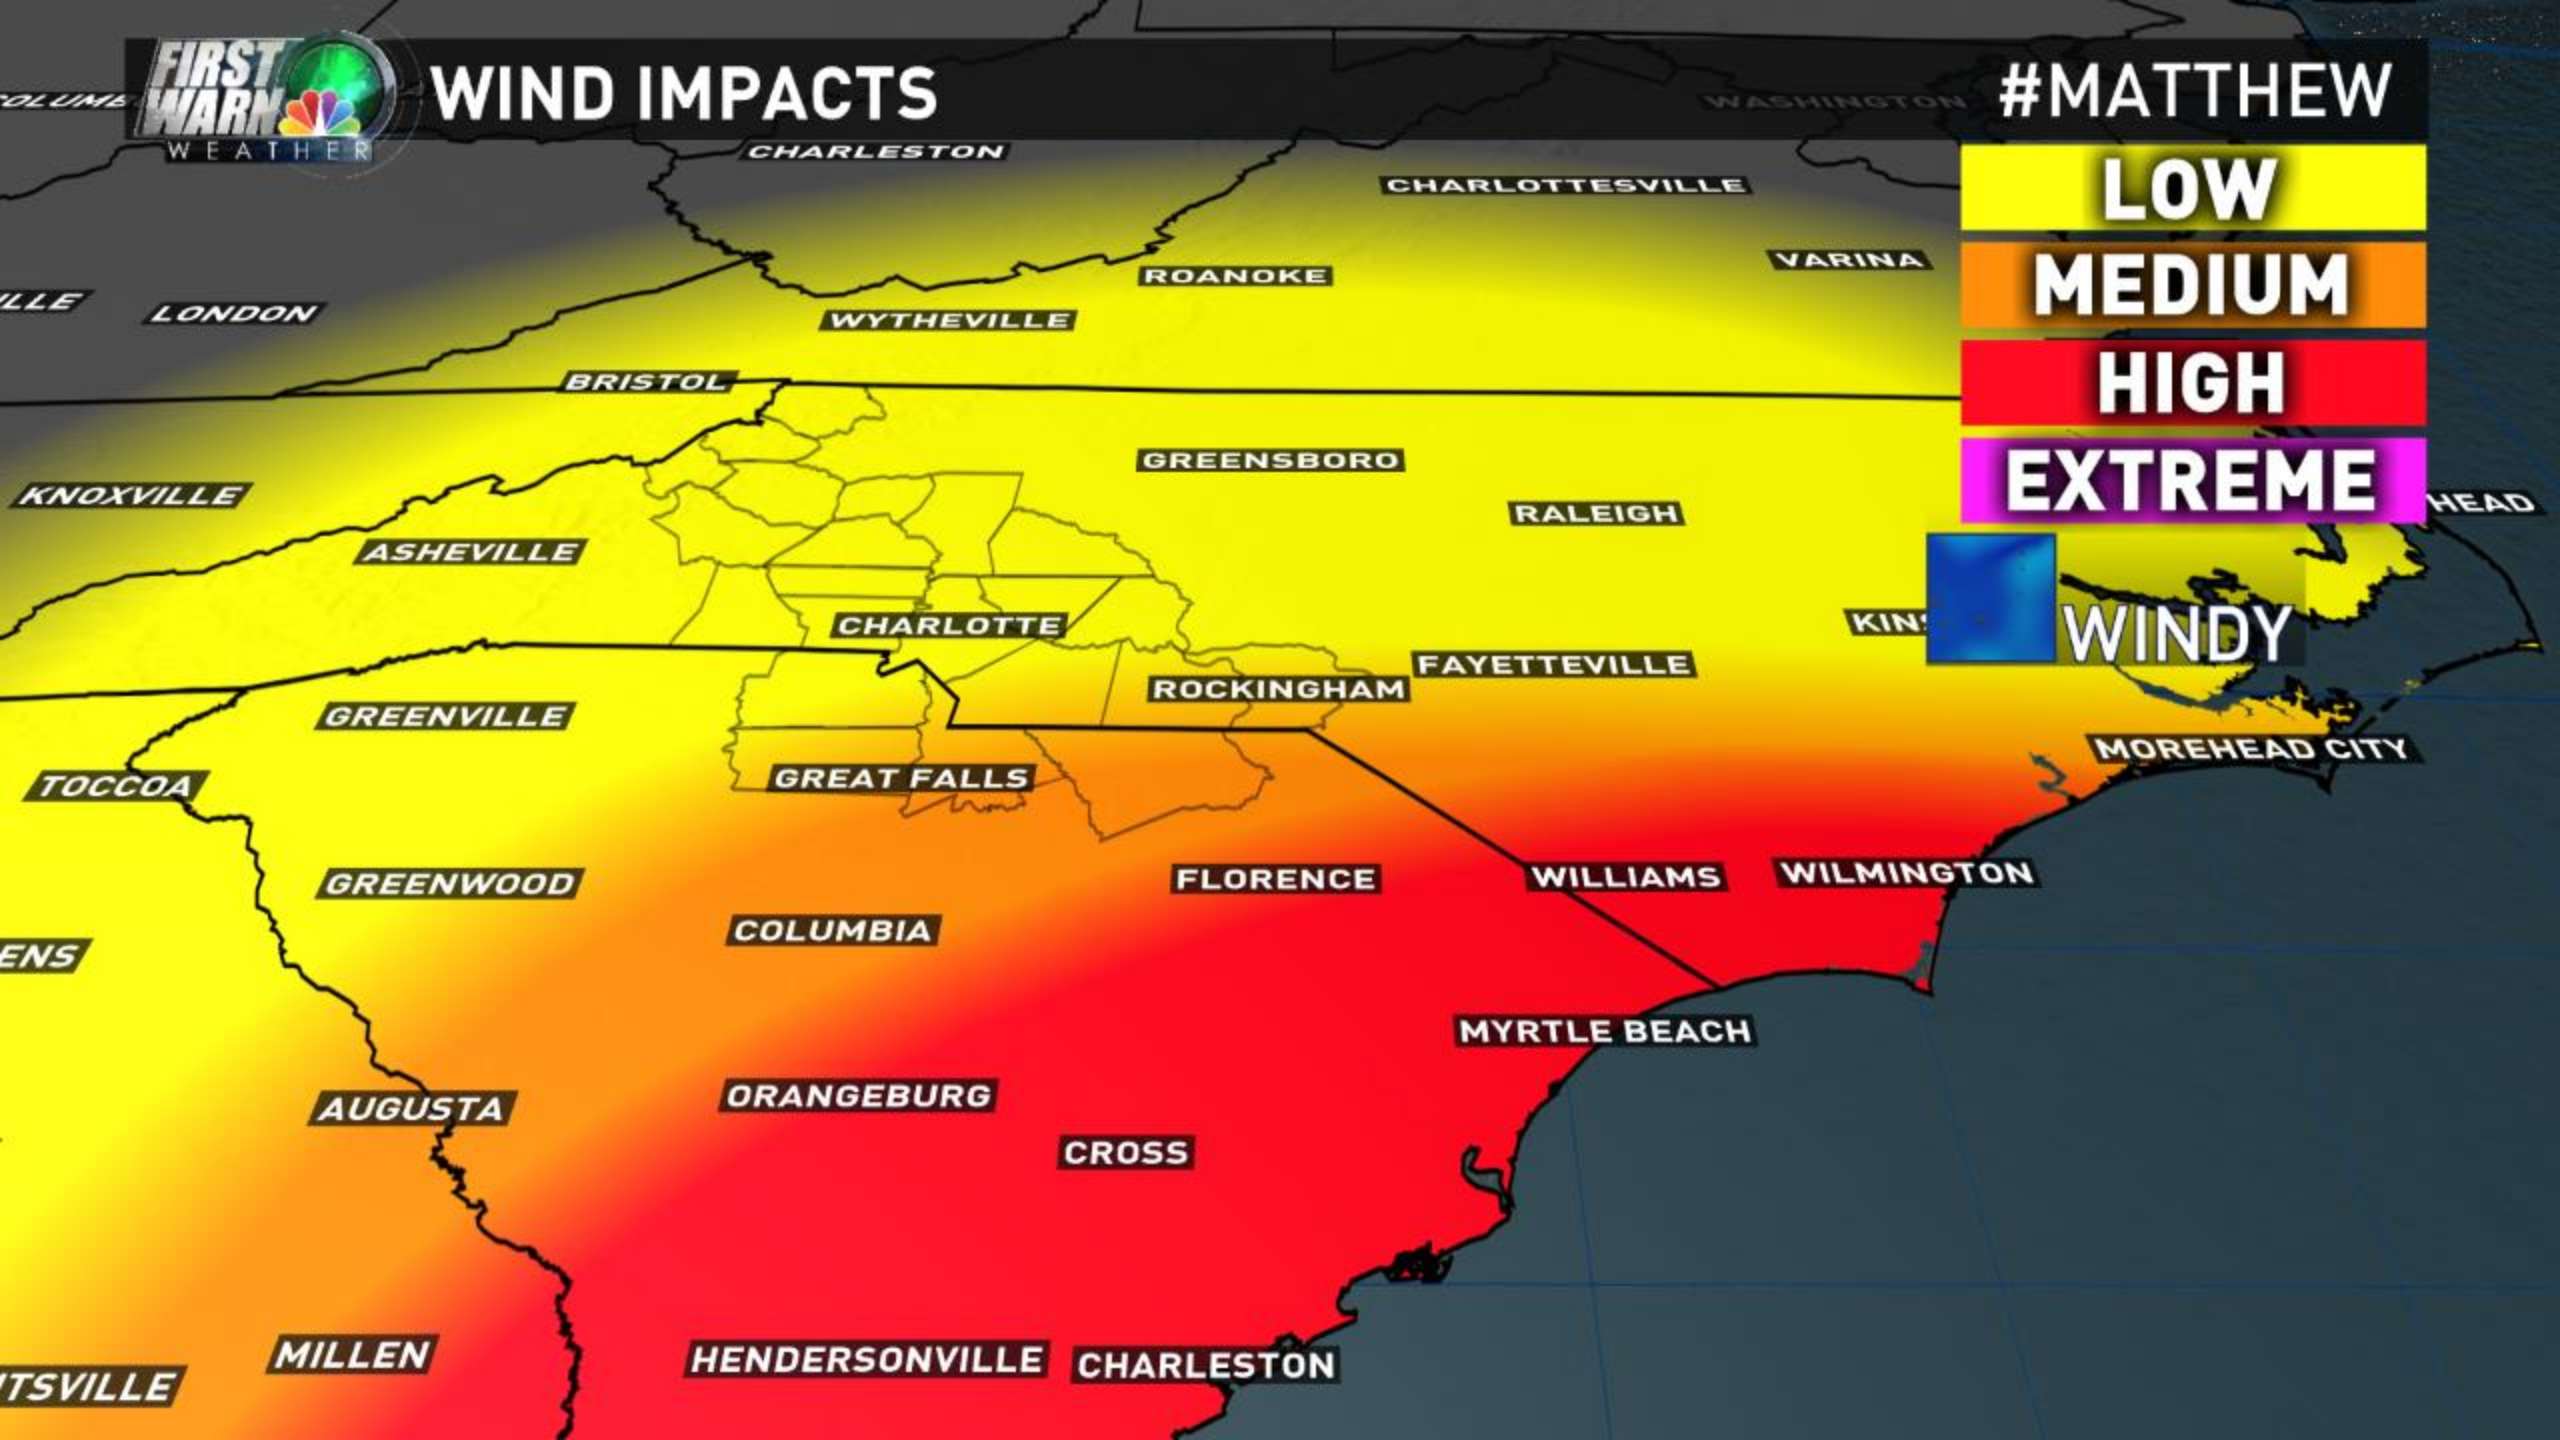 FIRST
WARN
WEATHER
WIND IMPACTS
#MATTHEW
WASHINGTON
CHARLESTON
CHARLOTTESVILLE
LOW
VARINA
ROANOKE
MEDIUM
LONDON
WYTHEVILLE
BRISTOL
HIGH
GREENSBORO
KNOXVILLE
EXTREME
HEAD
RALEIGH
ASHEVILLE
CHARLOTTE
WINDY
FAYETTEVILLE
ROCKINGHAM
GREENVILLE
MOREHEAD CITY
TOCCOA
GREAT FALLS
GREENWOOD
FLORENCE
WILLIAMS
WILMINGTON
COLUMBIA
MYRTLE BEACH
ORANGEBURG
AUGUSTA
CROSS
MILLEN
HENDERSONVILLE
CHARLESTON